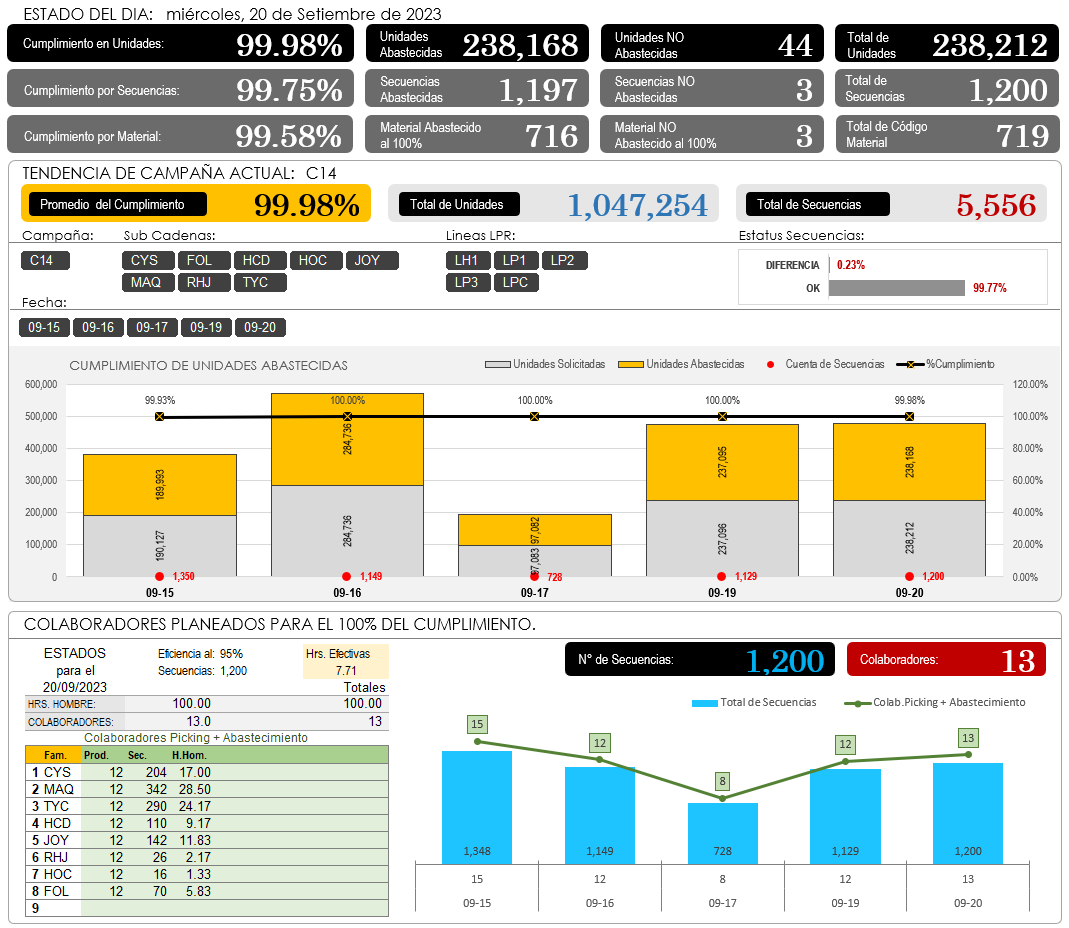 ESTADO DEL DIA: miércoles, 20 de Setiembre de 2023
Cumplimiento en Unidades: 99.98%
Unidades Abastecidas 238,168
Unidades NO Abastecidas 44
Total de Unidades 238,212
Cumplimiento por Secuencias: 99.75%
Secuencias Abastecidas 1,197
Secuencias NO Abastecidas 3
Total de Secuencias 1,200
Cumplimiento por Material: 99.58%
Material Abastecido al 100% 716
Material NO Abastecido al 100% 3
Total de Código Material 719
TENDENCIA DE CAMPAÑA ACTUAL: C14
Promedio del Cumplimiento 99.98%
Total de Unidades 1,047,254
Total de Secuencias 5,556
Campaña: Sub Cadenas: Lineas LPR: Estatus Secuencias:
C14 CYS FOL HCD HOC JOY LH1 LP1 LP2
MAQ RHJ TYC LP3 LPC
DIFERENCIA 0.23%
OK 99.77%
Fecha:
09-15 09-16 09-17 09-19 09-20
CUMPLIMIENTO DE UNIDADES ABASTECIDAS
Unidades Solicitadas Unidades Abastecidas Cuenta de Secuencias %Cumplimiento
600,000 120.00%
99.93% 100.00% 100.00% 100.00% 99.98%
500,000 100.00%
400,000 80.00%
300,000 60.00%
200,000 40.00%
100,000 20.00%
0 0.00%
189,993 284,736 97,082 237,095 238,168
190,127 284,736 97,083 237,096 238,212
1,350 1,149 728 1,129 1,200
09-15 09-16 09-17 09-19 09-20
COLABORADORES PLANEADOS PARA EL 100% DEL CUMPLIMIENTO.
ESTADOS para el 20/09/2023
Eficiencia al: 95%
Secuencias: 1,200
Hrs. Efectivas
7.71
Totales
HRS. HOMBRE: 100.00 100.00
COLABORADORES: 13.0 13
Colaboradores Picking + Abastecimiento
Fam. Prod. Sec. H.Hom.
1 CYS 12 204 17.00
2 MAQ 12 342 28.50
3 TYC 12 290 24.17
4 HCD 12 110 9.17
5 JOY 12 142 11.83
6 RHJ 12 26 2.17
7 HOC 12 16 1.33
8 FOL 12 70 5.83
9
N° de Secuencias: 1,200
Colaboradores: 13
Total de Secuencias Colab.Picking + Abastecimiento
15 12 8 12 13
1,348 1,149 728 1,129 1,200
15 12 8 12 13
09-15 09-16 09-17 09-19 09-20